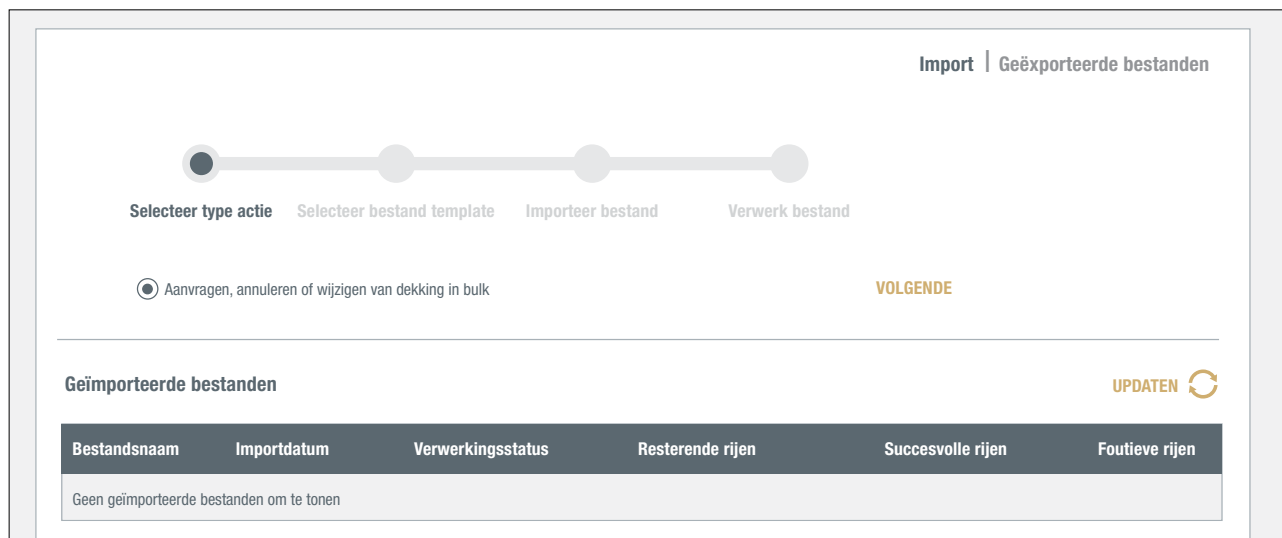 Import | Geëxporteerde bestanden
Selecteer type actie Selecteer bestand template Importeer bestand Verwerk bestand
Aanvragen, annuleren of wijzigen van dekking in bulk VOLGENDE
Geïmporteerde bestanden UPDATEN
Bestandsnaam Importdatum Verwerkingsstatus Resterende rijen Succesvolle rijen Foutieve rijen
Geen geïmporteerde bestanden om te tonen